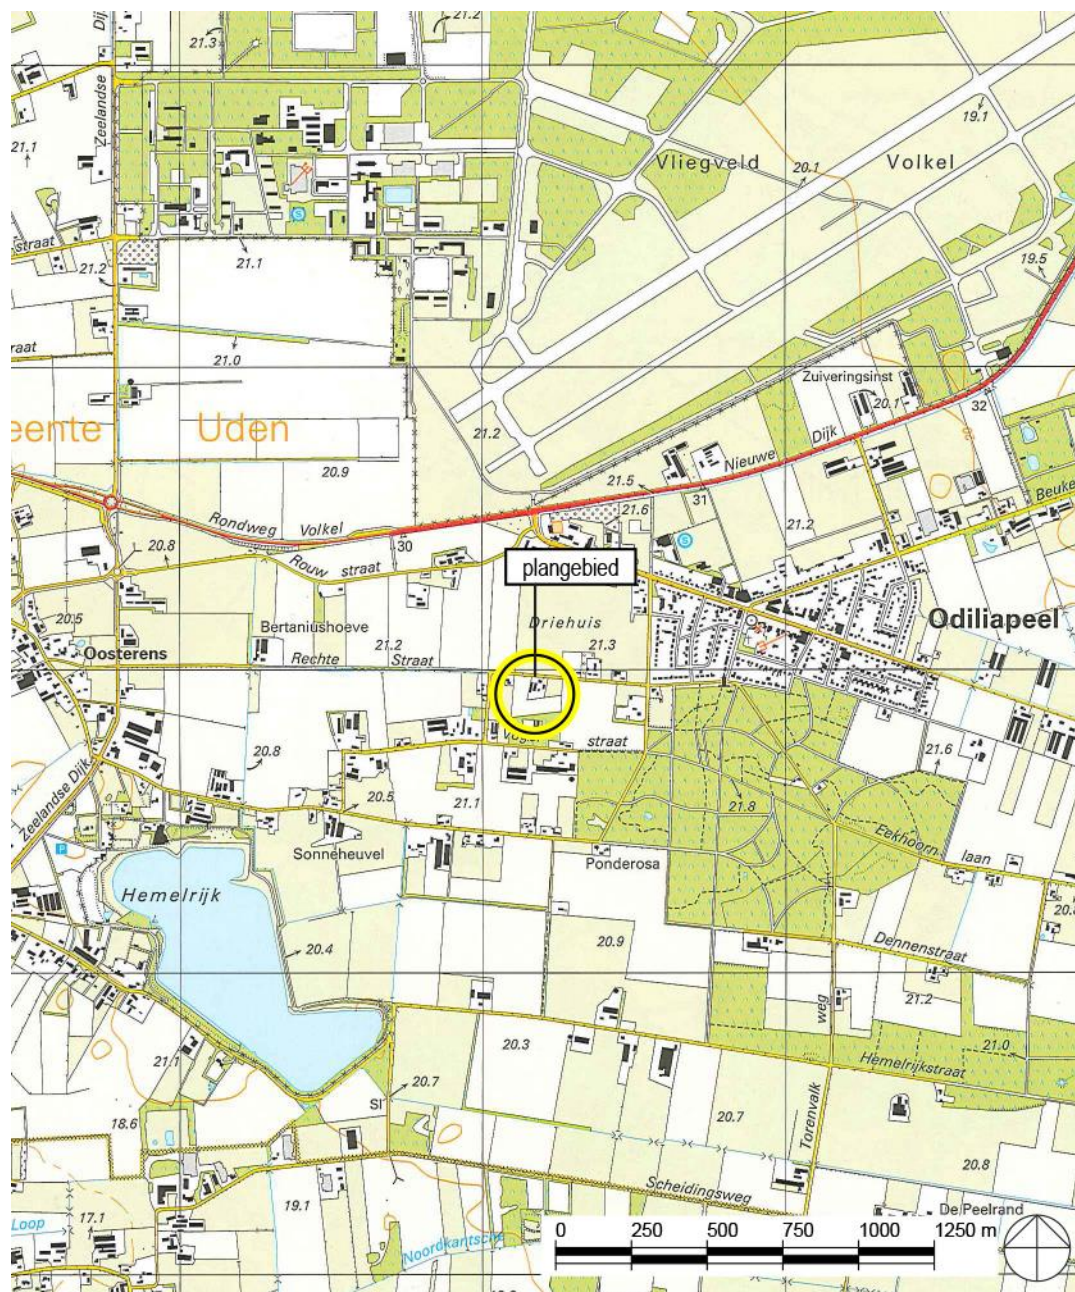 Dij
21.3
21.2
Zeelandse
19.1
21.1
Vliegveld
Volkel
20.1
straat
21.2
21.1
19.5
raat
21.0
Zuiveringsinst
20.1
32
eente
Uden
21.2
Dijk
Nieuwe
20.9
21.5
31
21.6
21.2
Beuke
Rondweg
Volkel
30
20.8
Rouw
straat
plangebied
20.5
Bertaniushoeve
Driehuis
Odiliapeel
Oosterens
21.2
21.3
Rechte
Straat
straat
20.8
21.6
Zeelandse Dijk
20.5
21.1
21.8
P
Sonneheuvel
Ponderosa
Eekhoorn
laan
Hemelrijk
20.4
20.9
Dennenstraat
21.2
weg
21.1
20.3
21.0
Hemelrijkstraat
20.7
SI
18.6
20.7
Torenvalk
20.8
Scheidingsweg
19.1
De Peelrand
17.1
Loop
Noordkantsche
0 250 500 750 1000 1250 m